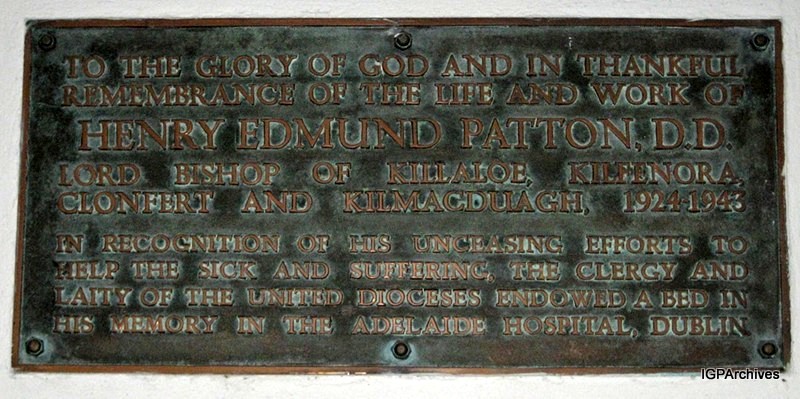 TO THE GLORY OF GOD AND IN THANKFUL
REMEMBRANCE OF THE LIFE AND WORK OF
HENRY EDMUND PATTON, D.D.
LORD BISHOP OF KILLALOE, KILFENORA,
CLONFERT AND KILMACDUAGH, 1924-1943
IN RECOGNITION OF HIS UNCEASING EFFORTS TO
HELP THE SICK AND SUFFERING, THE CLERGY AND
LAITY OF THE UNITED DIOCESES ENDOWED A BED IN
HIS MEMORY IN THE ADELAIDE HOSPITAL, DUBLIN.
IGPArchives